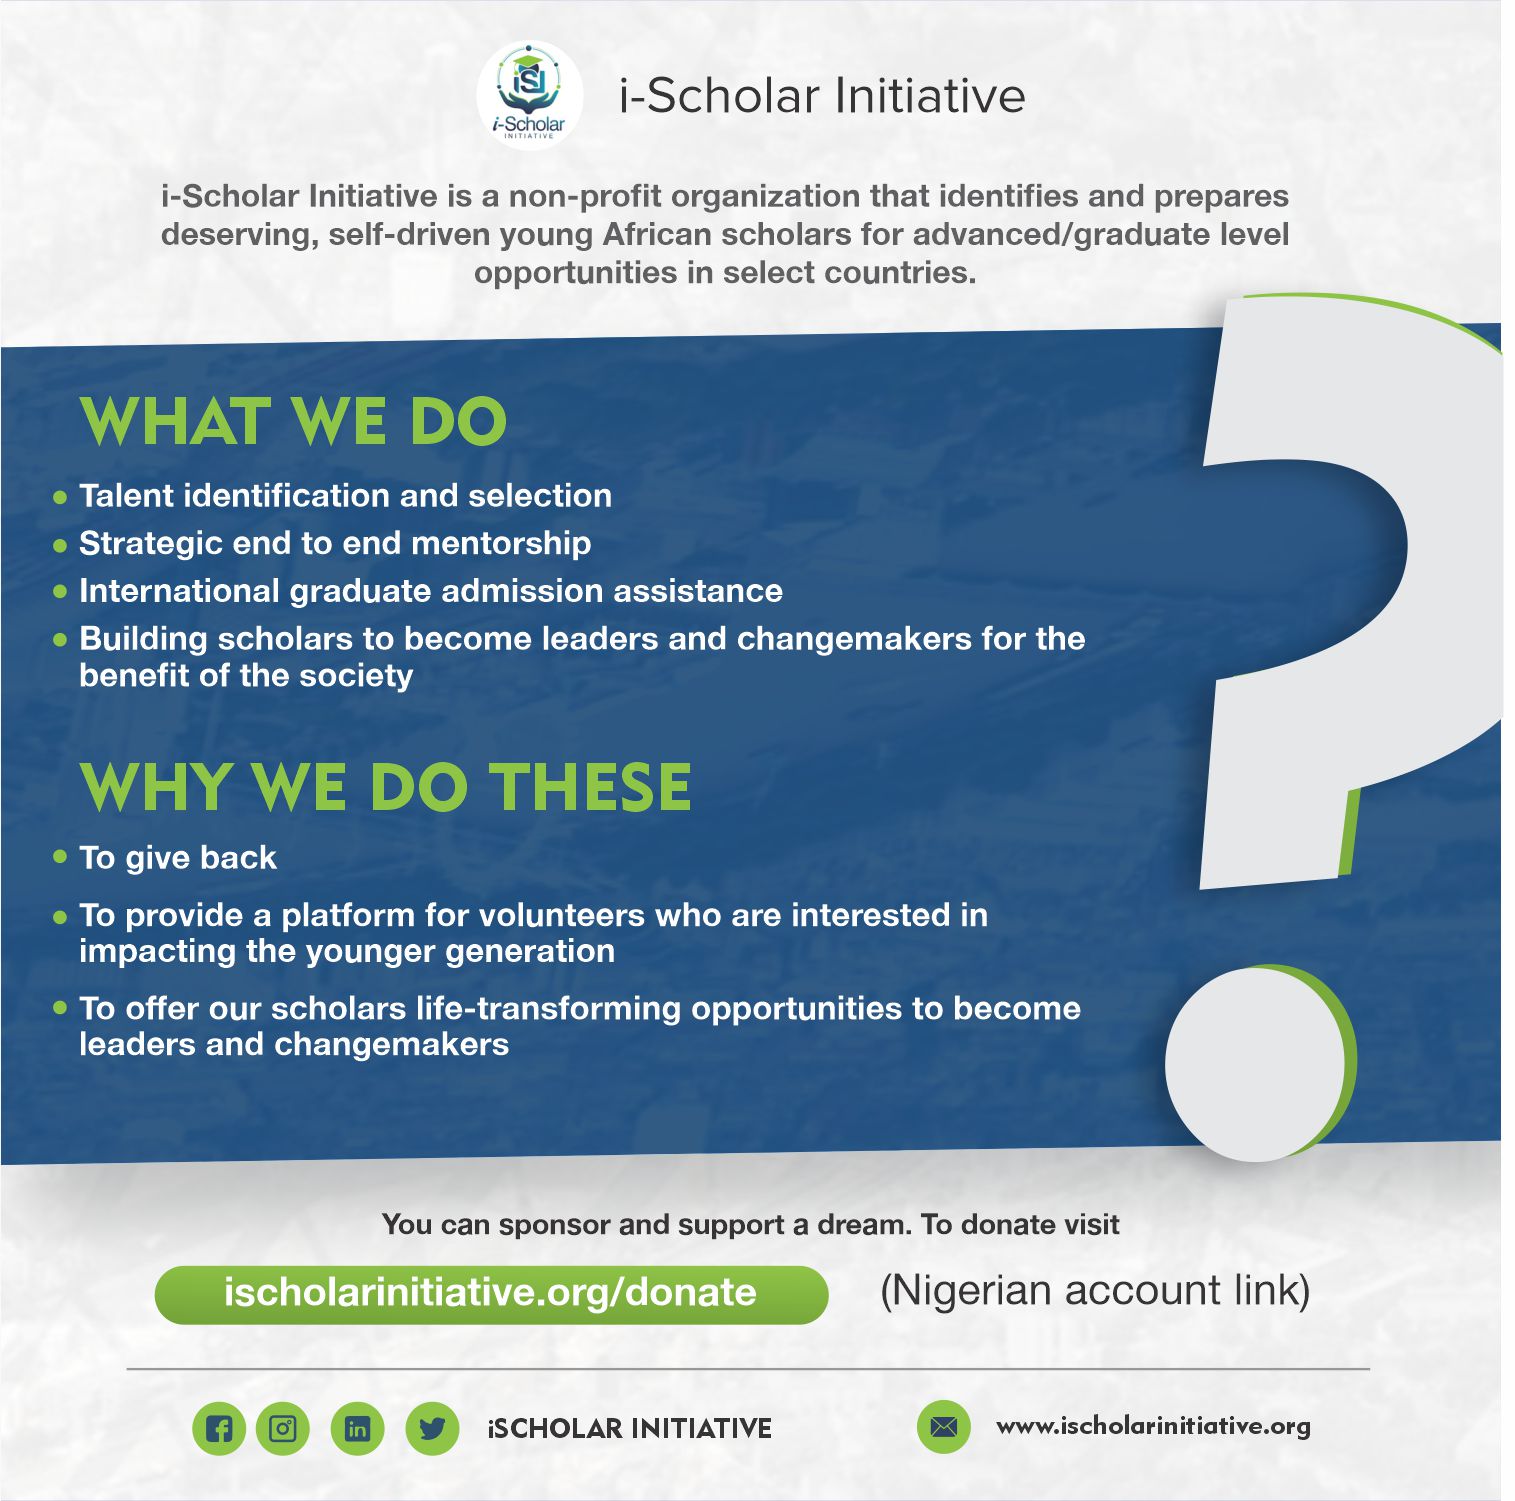 iSI
i-Scholar
INITIATIVE
i-Scholar Initiative
i-Scholar Initiative is a non-profit organization that identifies and prepares
deserving, self-driven young African scholars for advanced/graduate level
opportunities in select countries.
WHAT WE DO
Talent identification and selection
Strategic end to end mentorship
International graduate admission assistance
Building scholars to become leaders and changemakers for the
benefit of the society
WHY WE DO THESE
To give back
To provide a platform for volunteers who are interested in
impacting the younger generation
To offer our scholars life-transforming opportunities to become
leaders and changemakers
?
You can sponsor and support a dream. To donate visit
ischolarinitiative.org/donate (Nigerian account link)
iSCHOLAR INITIATIVE www.ischolarinitiative.org